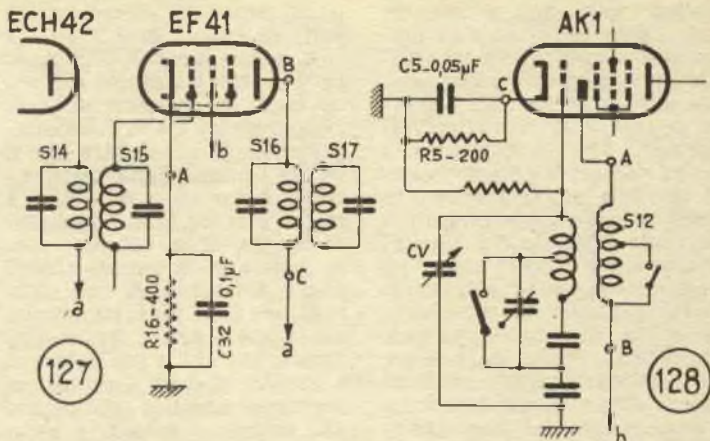 ECH42
EF41
B
b
S14
S15
A
S16
S17
C
a
a
R16-400
0,1µF
C32
127
AK1
C5-0,05µF
C
R5-200
A
S12
CV
B
b
128